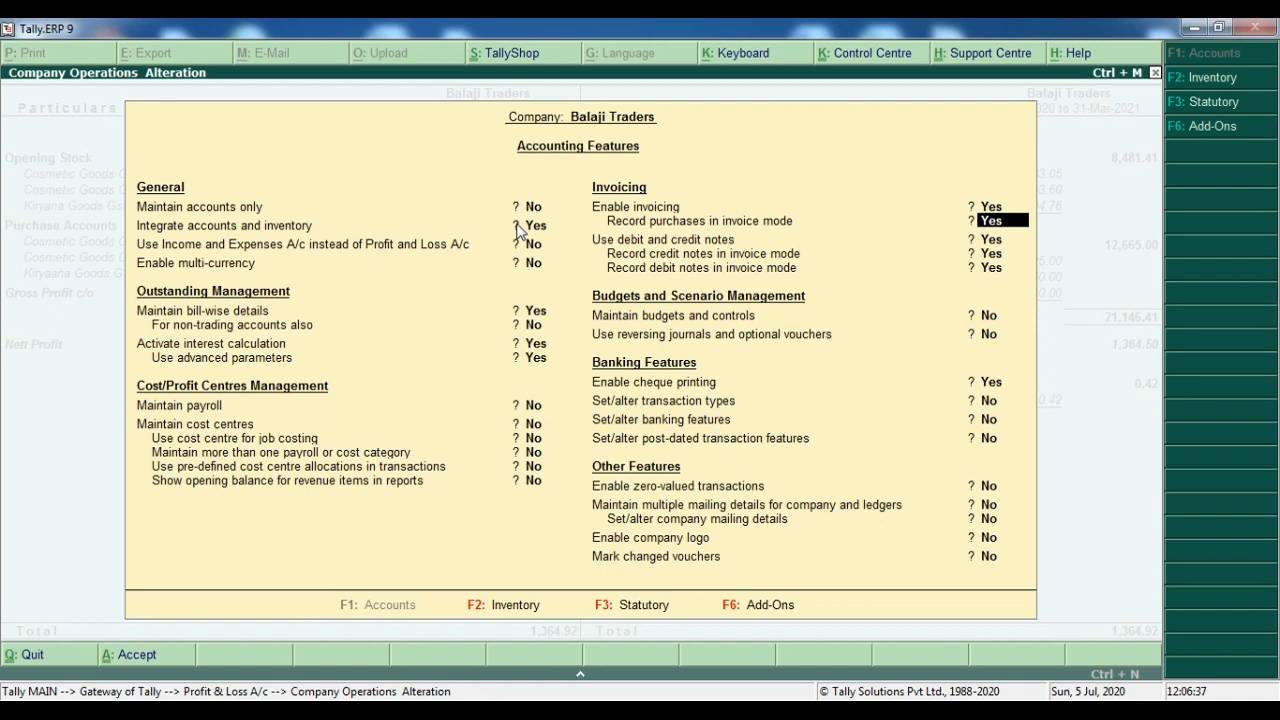 Tally.ERP 9
P: Print E: Export M: E-Mail O: Upload S: TallyShop G: Language K: Keyboard K: Control Centre H: Support Centre H: Help
F1: Accounts
F2: Inventory
F3: Statutory
F6: Add-Ons
Company Operations Alteration Ctrl + M
Balaji Traders Balaji Traders
Particulars 2020 to 31-Mar-2021
Company: Balaji Traders
Accounting Features
General
Maintain accounts only ? No
Integrate accounts and inventory ? Yes
Use Income and Expenses A/c instead of Profit and Loss A/c ? No
Enable multi-currency ? No
Outstanding Management
Maintain bill-wise details ? Yes
For non-trading accounts also ? No
Activate interest calculation ? Yes
Use advanced parameters ? Yes
Cost/Profit Centres Management
Maintain payroll ? No
Maintain cost centres ? No
Use cost centre for job costing ? No
Maintain more than one payroll or cost category ? No
Use pre-defined cost centre allocations in transactions ? No
Show opening balance for revenue items in reports ? No
Invoicing
Enable invoicing ? Yes
Record purchases in invoice mode ? Yes
Use debit and credit notes ? Yes
Record credit notes in invoice mode ? Yes
Record debit notes in invoice mode ? Yes
Budgets and Scenario Management
Maintain budgets and controls ? No
Use reversing journals and optional vouchers ? No
Banking Features
Enable cheque printing ? Yes
Set/alter transaction types ? No
Set/alter banking features ? No
Set/alter post-dated transaction features ? No
Other Features
Enable zero-valued transactions ? No
Maintain multiple mailing details for company and ledgers ? No
Set/alter company mailing details ? No
Enable company logo ? No
Mark changed vouchers ? No
F1: Accounts F2: Inventory F3: Statutory F6: Add-Ons
Opening Stock 8,481.41
Cosmetic Goods G
Cosmetic Goods G
Kiryana Goods G
Purchase Accounts 12,665.00
Cosmetic Goods G
Kiryaana Goods G
Gross Profit c/o
21,146.41
Nett Profit 1,364.50
0.42
Total 1,364.92 Total 1,364.92
Q: Quit A: Accept
Ctrl + N
Tally MAIN --> Gateway of Tally --> Profit & Loss A/c --> Company Operations Alteration © Tally Solutions Pvt Ltd., 1988-2020 Sun, 5 Jul, 2020 12:06:37